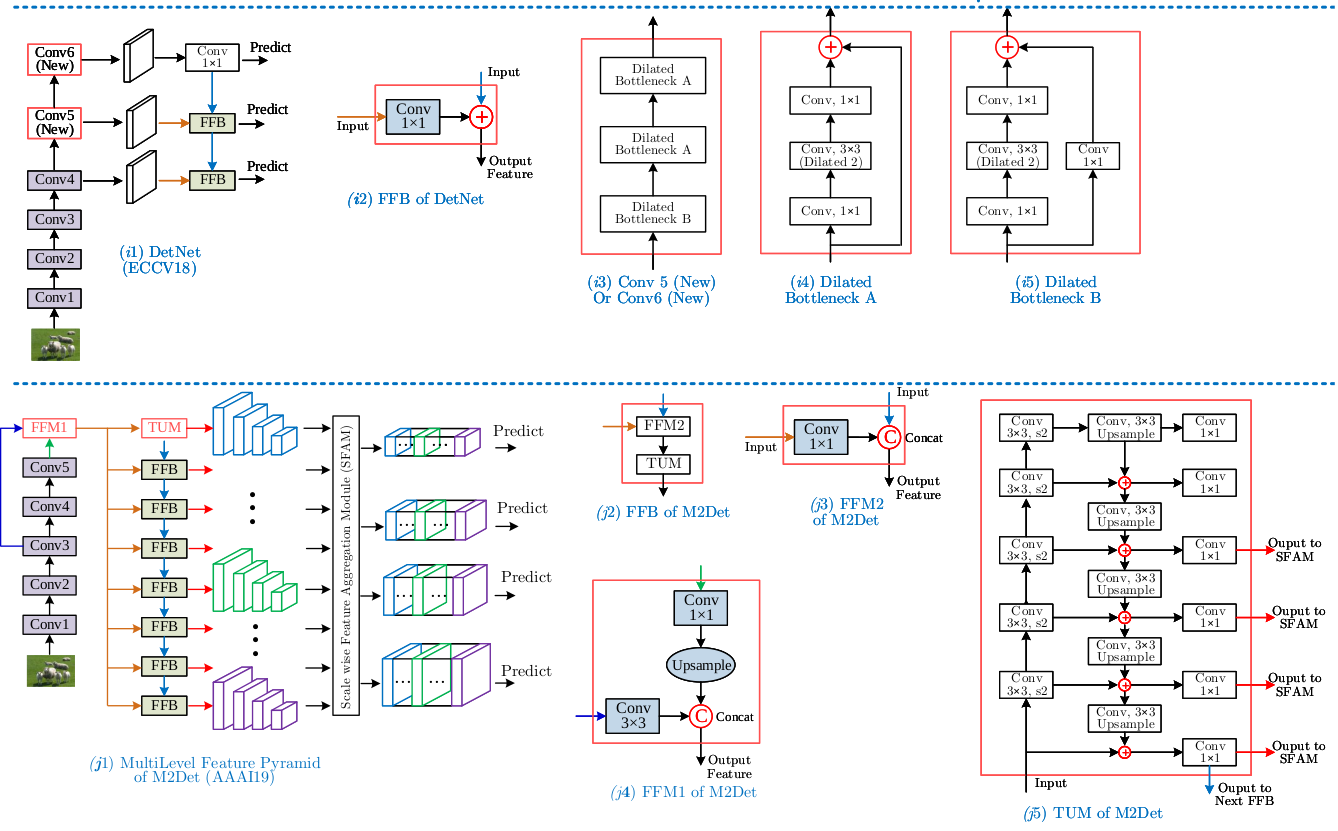 Conv6
(New)
Conv
1×1
Predict
Conv5
(New)
FFB
Predict
Conv4
FFB
Predict
Conv3
Conv2
Conv1
(i1) DetNet
(ECCV18)
Input
Conv
1×1
Input
Output
Feature
(i2) FFB of DetNet
Dilated
Bottleneck A
Dilated
Bottleneck A
Dilated
Bottleneck B
(i3) Conv 5 (New)
Or Conv6 (New)
Conv, 1×1
Conv, 3×3
(Dilated 2)
Conv, 1×1
(i4) Dilated
Bottleneck A
Conv, 1×1
Conv, 3×3
(Dilated 2)
Conv
1×1
Conv, 1×1
(i5) Dilated
Bottleneck B
FFM1
TUM
Conv5
Conv4
Conv3
Conv2
Conv1
FFB
FFB
FFB
FFB
FFB
FFB
FFB
Scale wise Feature Aggregation Module (SFAM)
Predict
Predict
Predict
Predict
(j1) MultiLevel Feature Pyramid
of M2Det (AAAI19)
FFM2
TUM
(j2) FFB of M2Det
Input
Conv
1×1
C
Concat
Input
Output
Feature
(j3) FFM2
of M2Det
Conv
1×1
Upsample
Conv
3×3
C
Concat
Output
Feature
(j4) FFM1 of M2Det
Conv
3×3, s2
Conv, 3×3
Upsample
Conv
1×1
Conv
3×3, s2
Conv
1×1
Conv, 3×3
Upsample
Conv
3×3, s2
Conv
1×1
Ouput to
SFAM
Conv, 3×3
Upsample
Conv
3×3, s2
Conv
1×1
Ouput to
SFAM
Conv, 3×3
Upsample
Conv
3×3, s2
Conv
1×1
Ouput to
SFAM
Conv, 3×3
Upsample
Conv
1×1
Ouput to
SFAM
Input
Ouput to
Next FFB
(j5) TUM of M2Det